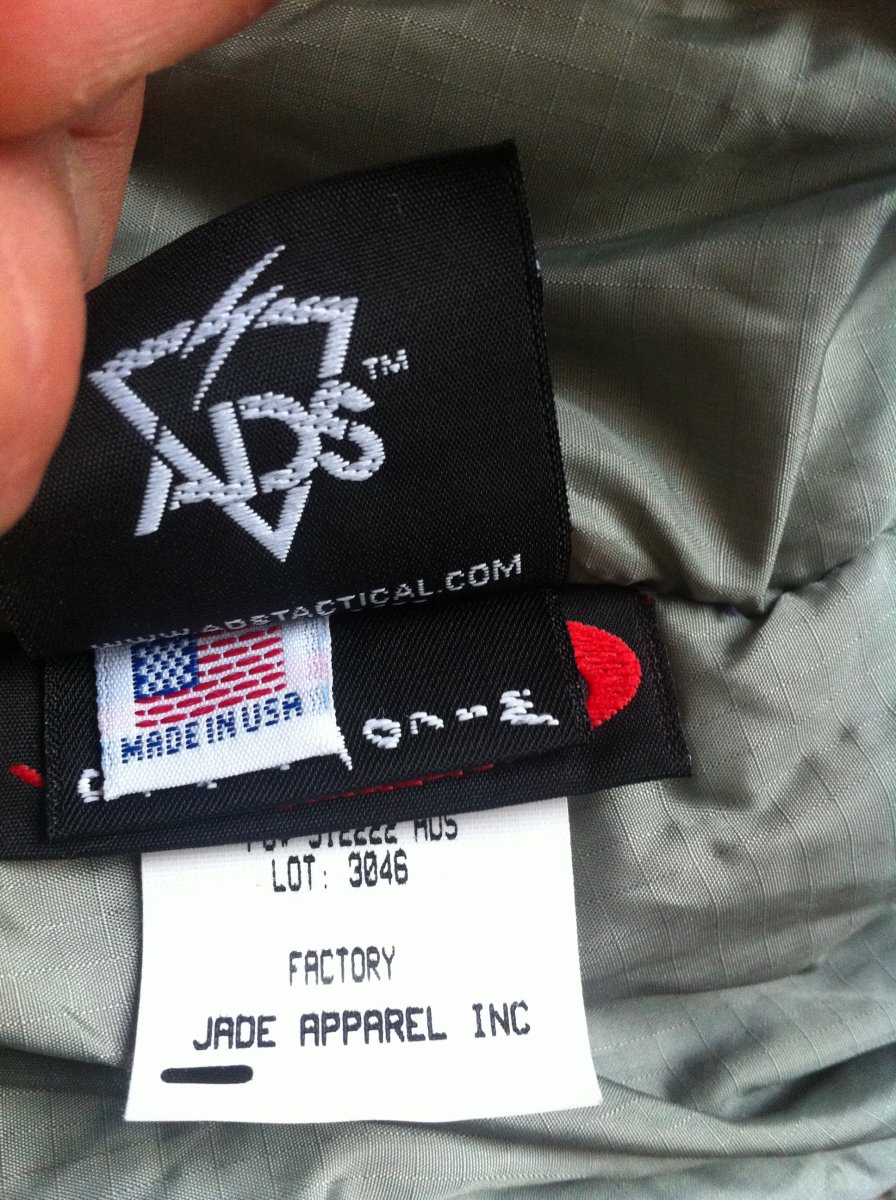 ADS
TM
WWW.ADSTACTICAL.COM
MADE IN USA
LOT: 3046
FACTORY
JADE APPAREL INC